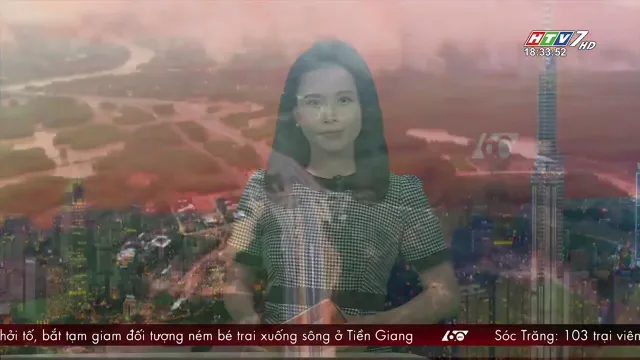 HTV7 HD
18:33:52
hởi tố, bắt tạm giam đối tượng ném bé trai xuống sông ở Tiền Giang 60 Sóc Trăng: 103 trại viên